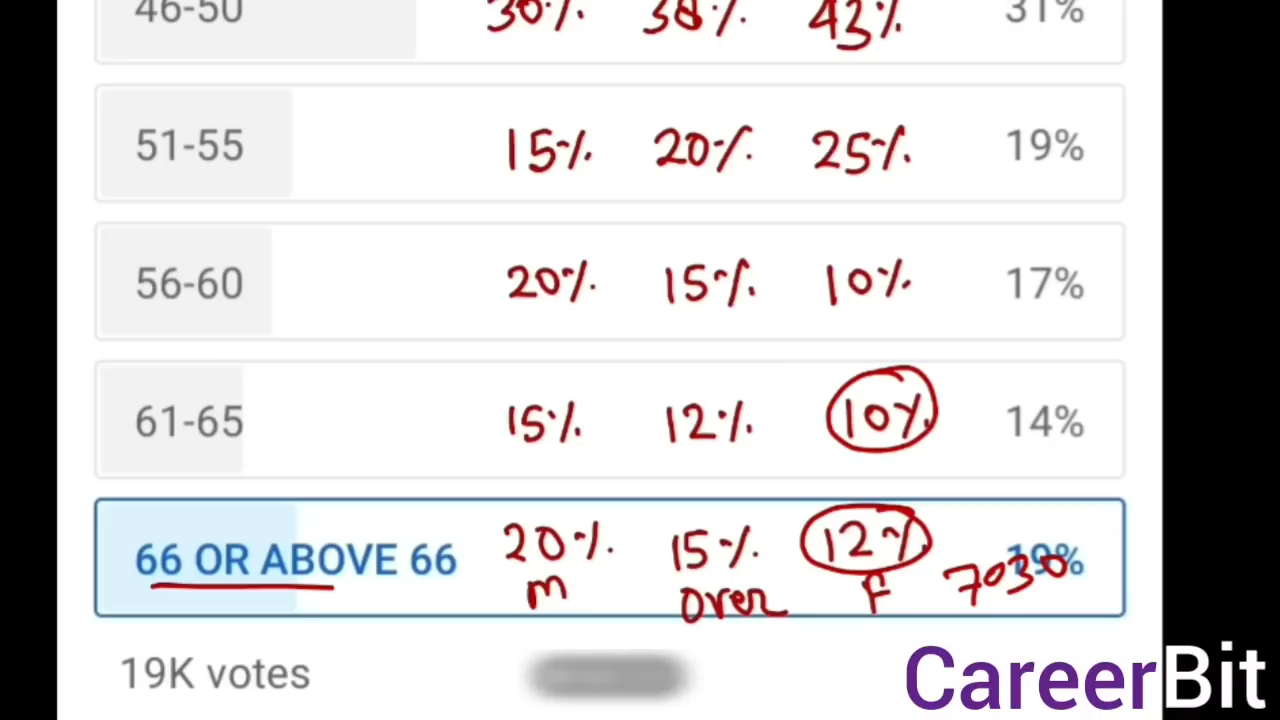 46-50 30% 38% 43% 31%
51-55 15% 20% 25% 19%
56-60 20% 15% 10% 17%
61-65 15% 12% 10% 14%
66 OR ABOVE 66 20% 15% 12% 19%
m over F 7030
19K votes
CareerBit